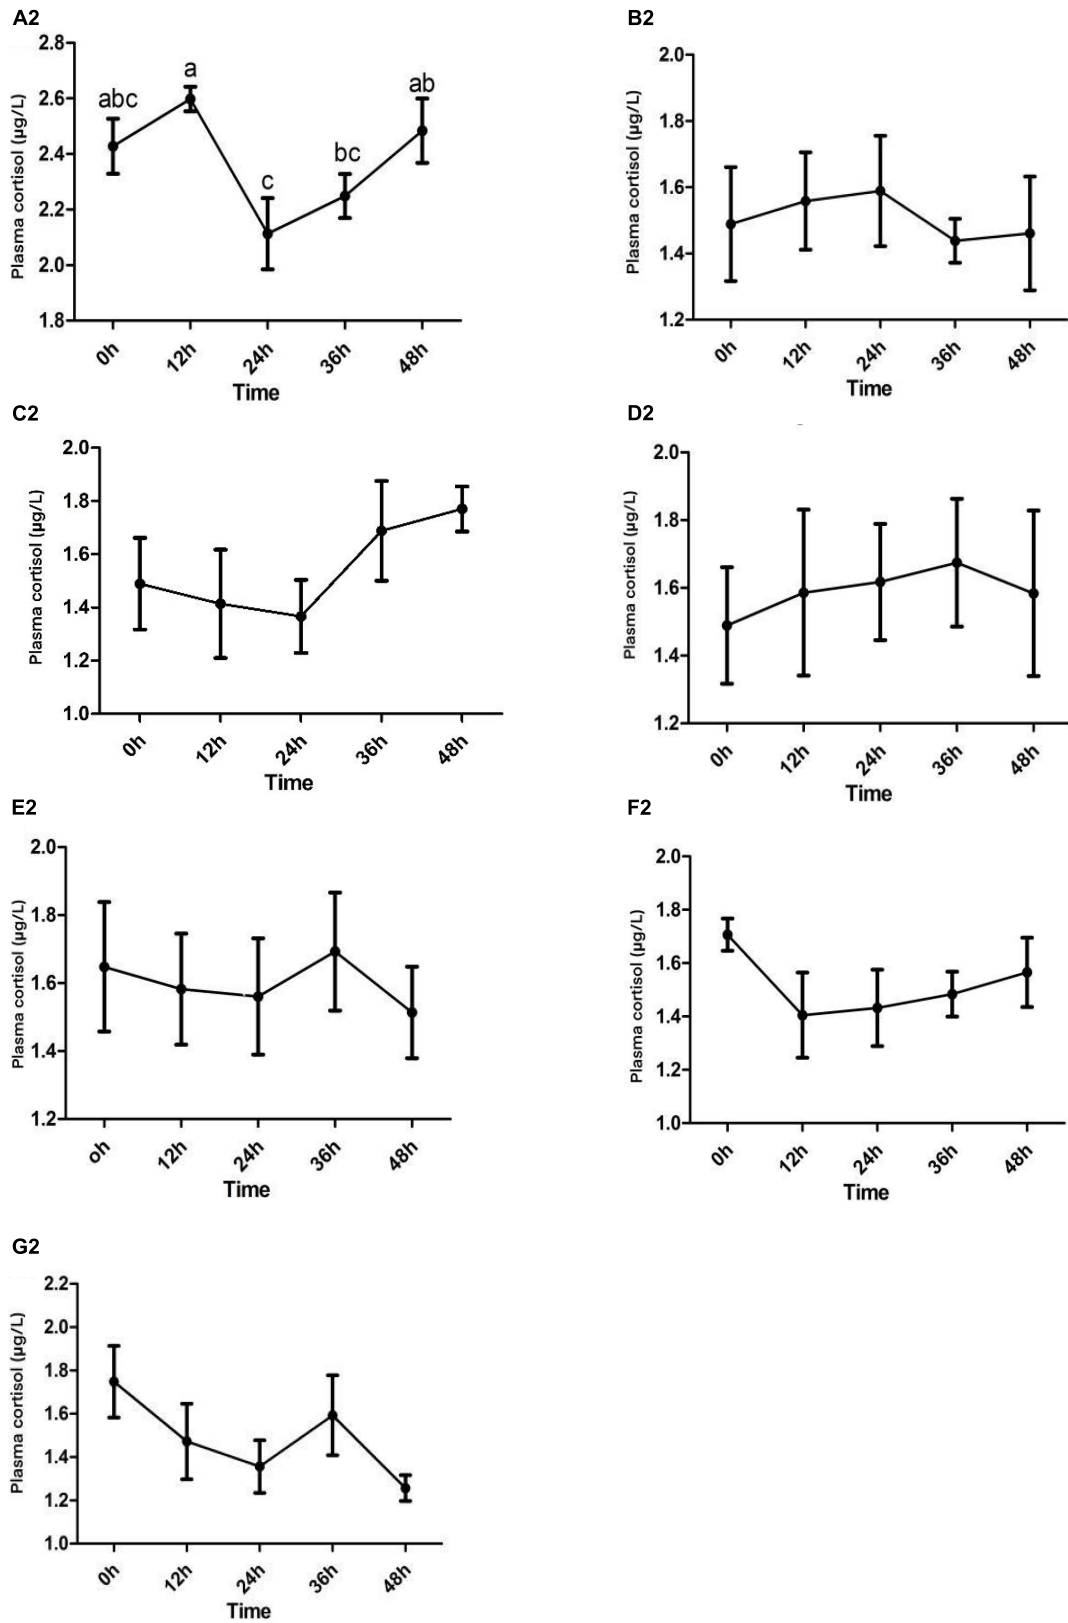 A2
Plasma cortisol (µg/L)
2.8
2.6
2.4
2.2
2.0
1.8
abc
a
c
bc
ab
0h
12h
24h
36h
48h
Time
B2
Plasma cortisol (µg/L)
2.0
1.8
1.6
1.4
1.2
0h
12h
24h
36h
48h
Time
C2
Plasma cortisol (µg/L)
2.0
1.8
1.6
1.4
1.2
1.0
0h
12h
24h
36h
48h
Time
D2
Plasma cortisol (µg/L)
2.0
1.8
1.6
1.4
1.2
0h
12h
24h
36h
48h
Time
E2
Plasma cortisol (µg/L)
2.0
1.8
1.6
1.4
1.2
oh
12h
24h
36h
48h
Time
F2
Plasma cortisol (µg/L)
2.0
1.8
1.6
1.4
1.2
1.0
0h
12h
24h
36h
48h
Time
G2
Plasma cortisol (µg/L)
2.2
2.0
1.8
1.6
1.4
1.2
1.0
0h
12h
24h
36h
48h
Time